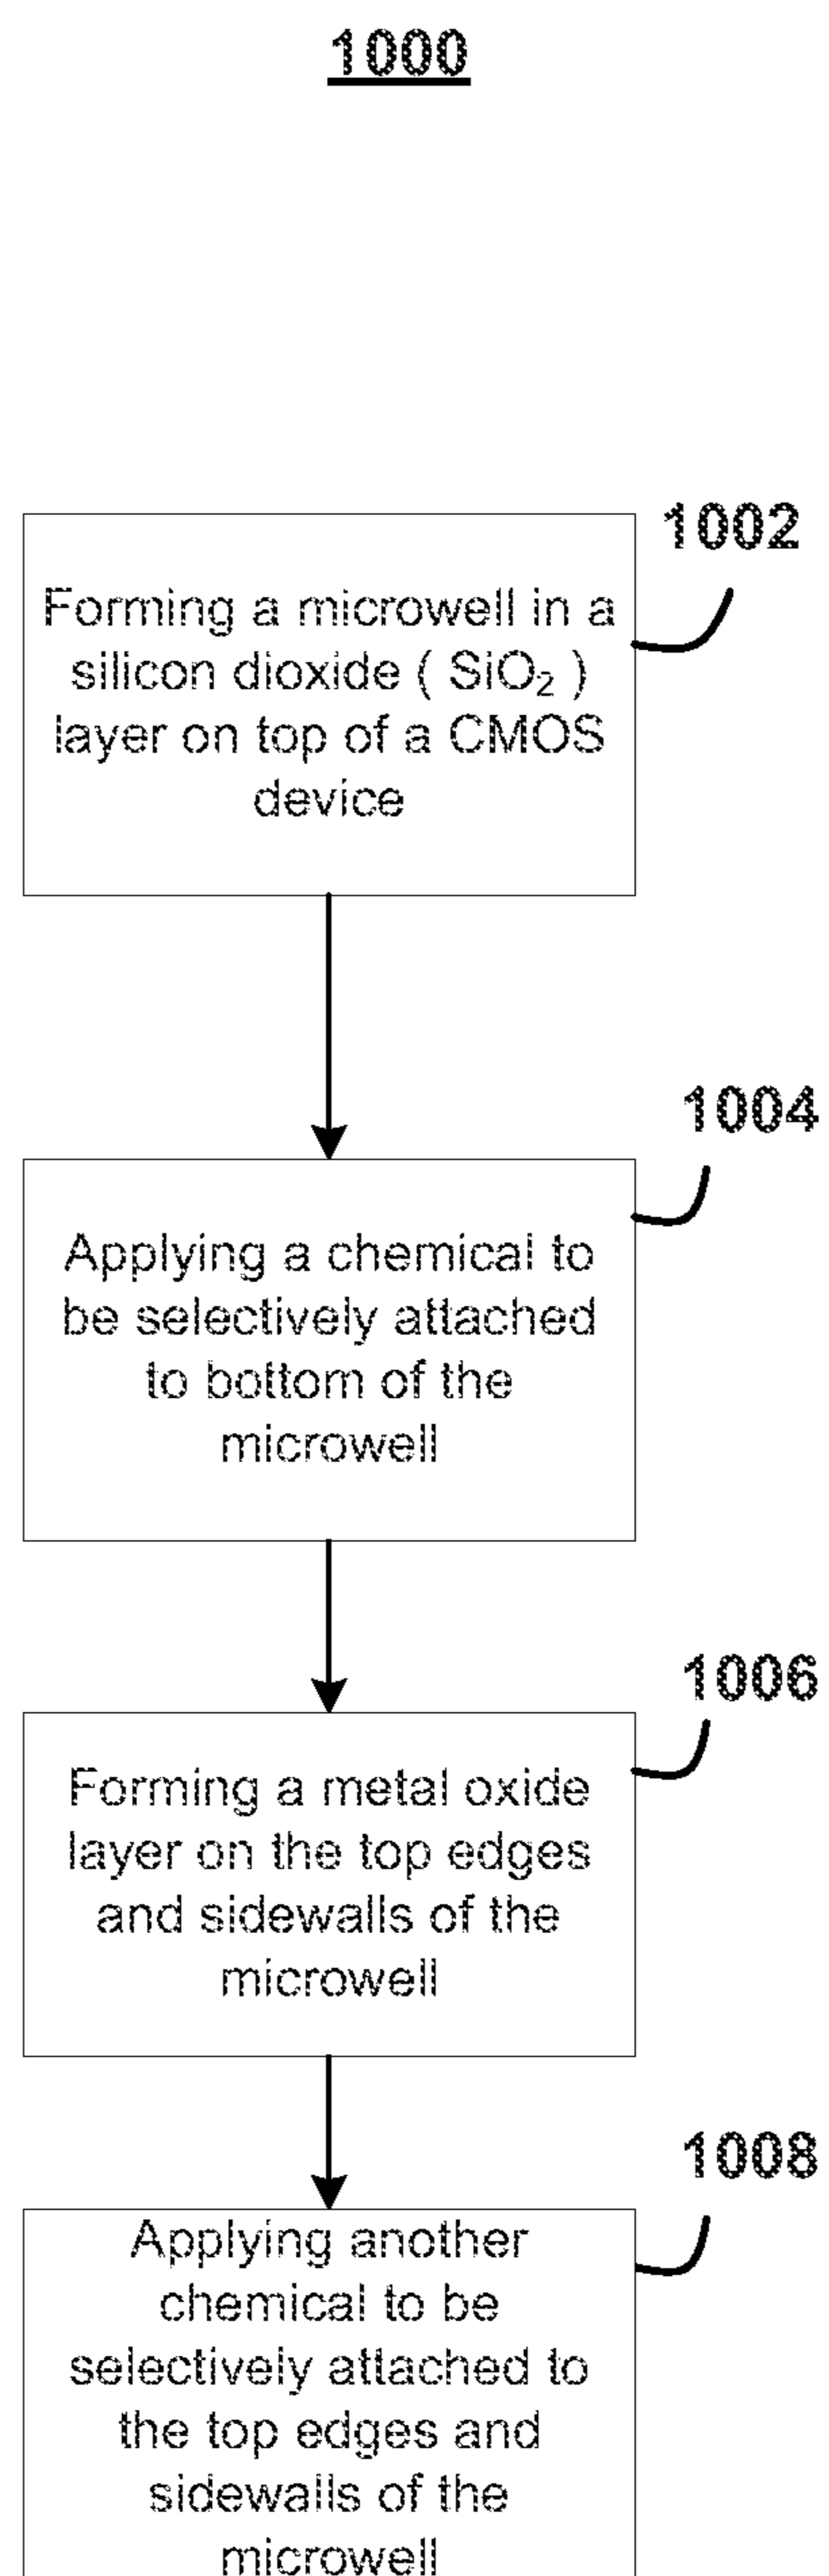 1000
1002
Forming a microwell in a
silicon dioxide ( SiO₂ )
layer on top of a CMOS
device
1004
Applying a chemical to
be selectively attached
to bottom of the
microwell
1006
Forming a metal oxide
layer on the top edges
and sidewalls of the
microwell
1008
Applying another
chemical to be
selectively attached to
the top edges and
sidewalls of the
microwell